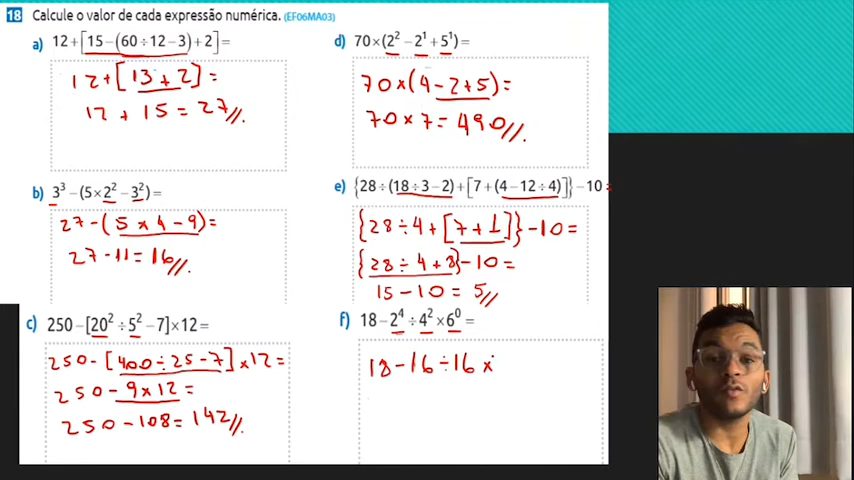 18 Calcule o valor de cada expressão numérica. (EF06MA03)
a) 12+[15−(60÷12−3)+2]=
12+[13+2]=
12+15=27//.
b) 3³−(5×2²−3²)=
27-(5×4-9)=
27-11=16//.
c) 250−[20²÷5²−7]×12=
250-[400÷25-7]×12=
250-9×12=
250-108=142//.
d) 70×(2²−2¹+5¹)=
70×(4-2+5)=
70×7=490//.
e) {28÷(18÷3−2)+[7+(4−12÷4)]}−10=
{28÷4+[7+1]}-10=
{28÷4+8}-10=
15-10=5//
f) 18−2⁴÷4²×6⁰=
18-16÷16×